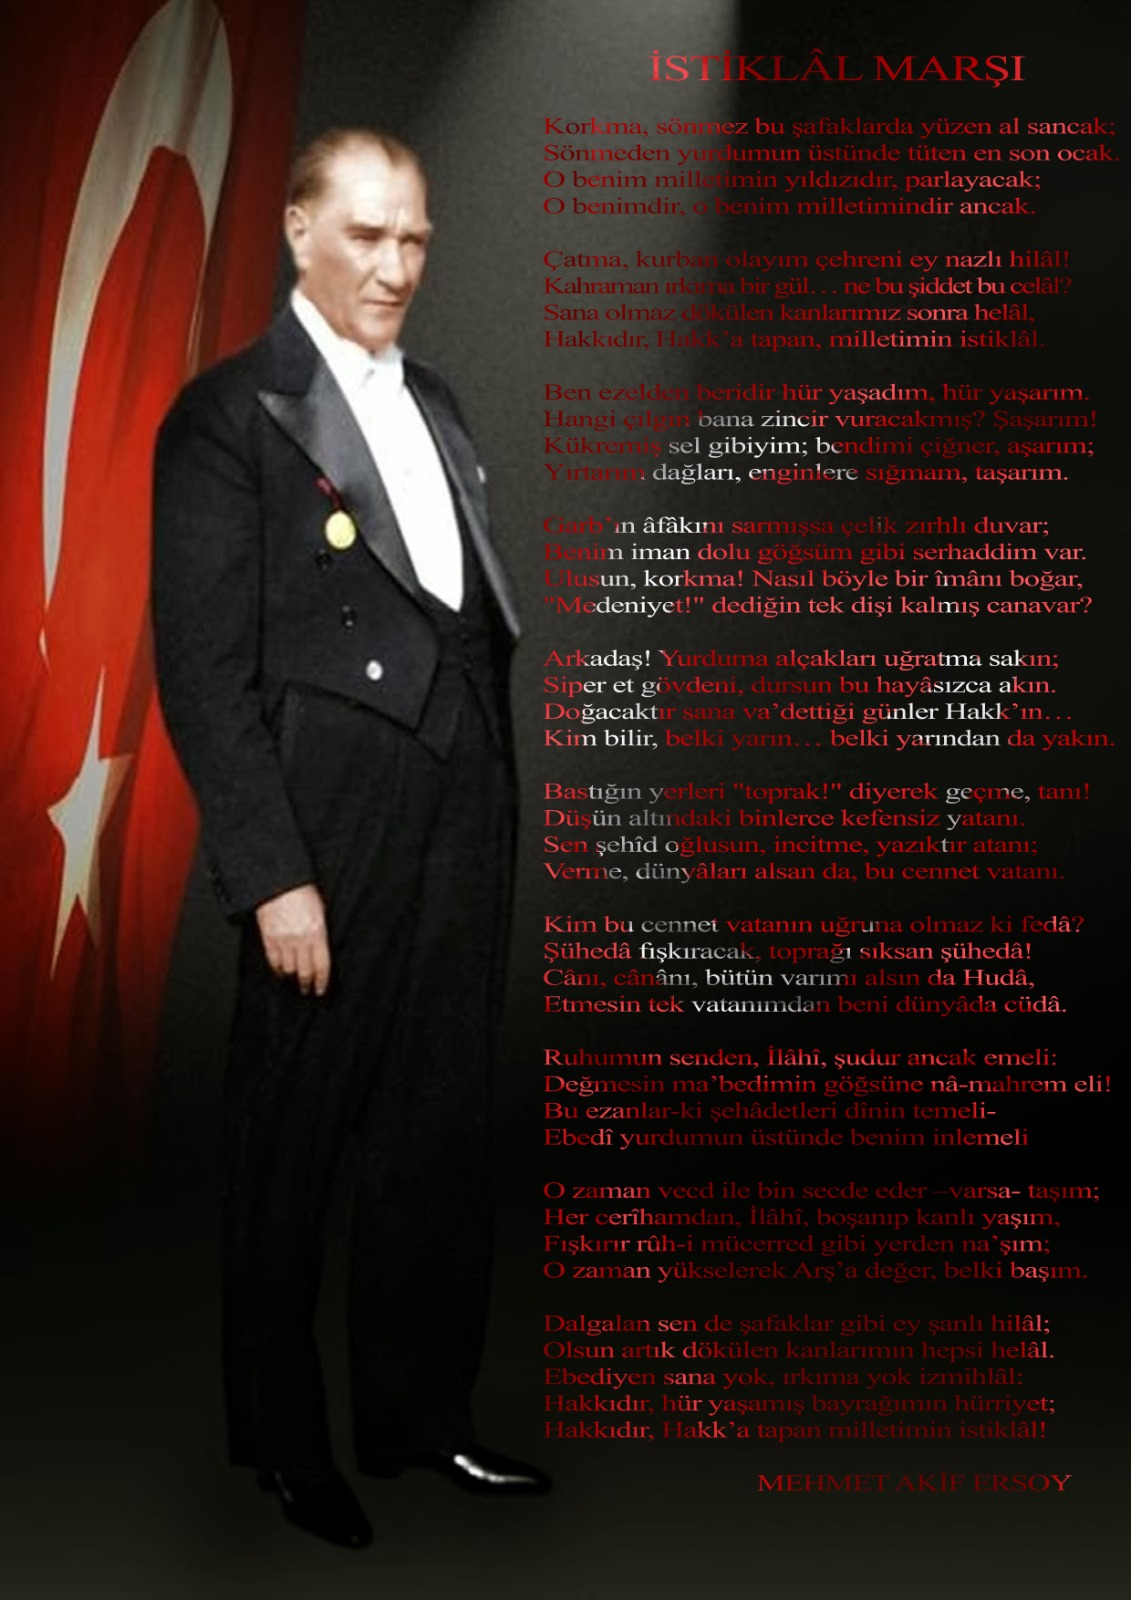 İSTİKLÂL MARŞI
Korkma, sönmez bu şafaklarda yüzen al sancak;
Sönmeden yurdumun üstünde tüten en son ocak.
O benim milletimin yıldızıdır, parlayacak;
O benimdir, o benim milletimindir ancak.
Çatma, kurban olayım çehreni ey nazlı hilâl!
Kahraman ırkıma bir gül… ne bu şiddet bu celâl?
Sana olmaz dökülen kanlarımız sonra helâl,
Hakkıdır, Hakk’a tapan, milletimin istiklâl.
Ben ezelden beridir hür yaşadım, hür yaşarım.
Hangi çılgın bana zincir vuracakmış? Şaşarım!
Kükremiş sel gibiyim; bendimi çiğner, aşarım;
Yırtarım dağları, enginlere sığmam, taşarım.
Garb’ın âfâkını sarmışsa çelik zırhlı duvar;
Benim iman dolu göğsüm gibi serhaddim var.
Ulusun, korkma! Nasıl böyle bir îmânı boğar,
"Medeniyet!" dediğin tek dişi kalmış canavar?
Arkadaş! Yurduma alçakları uğratma sakın;
Siper et gövdeni, dursun bu hayâsızca akın.
Doğacaktır sana va’dettiği günler Hakk’ın…
Kim bilir, belki yarın… belki yarından da yakın.
Bastığın yerleri "toprak!" diyerek geçme, tanı!
Düşün altındaki binlerce kefensiz yatanı.
Sen şehîd oğlusun, incitme, yazıktır atanı;
Verme, dünyâları alsan da, bu cennet vatanı.
Kim bu cennet vatanın uğruna olmaz ki fedâ?
Şühedâ fışkıracak, toprağı sıksan şühedâ!
Cânı, cânânı, bütün varımı alsın da Hudâ,
Etmesin tek vatanımdan beni dünyâda cüdâ.
Ruhumun senden, İlâhî, şudur ancak emeli:
Değmesin ma’bedimin göğsüne nâ-mahrem eli!
Bu ezanlar-ki şehâdetleri dînin temeli-
Ebedî yurdumun üstünde benim inlemeli
O zaman vecd ile bin secde eder –varsa- taşım;
Her cerîhamdan, İlâhî, boşanıp kanlı yaşım,
Fışkırır rûh-i mücerred gibi yerden na’şım;
O zaman yükselerek Arş’a değer, belki başım.
Dalgalan sen de şafaklar gibi ey şanlı hilâl;
Olsun artık dökülen kanlarımın hepsi helâl.
Ebediyen sana yok, ırkıma yok izmihlâl:
Hakkıdır, hür yaşamış bayrağımın hürriyet;
Hakkıdır, Hakk’a tapan milletimin istiklâl!
MEHMET AKİF ERSOY